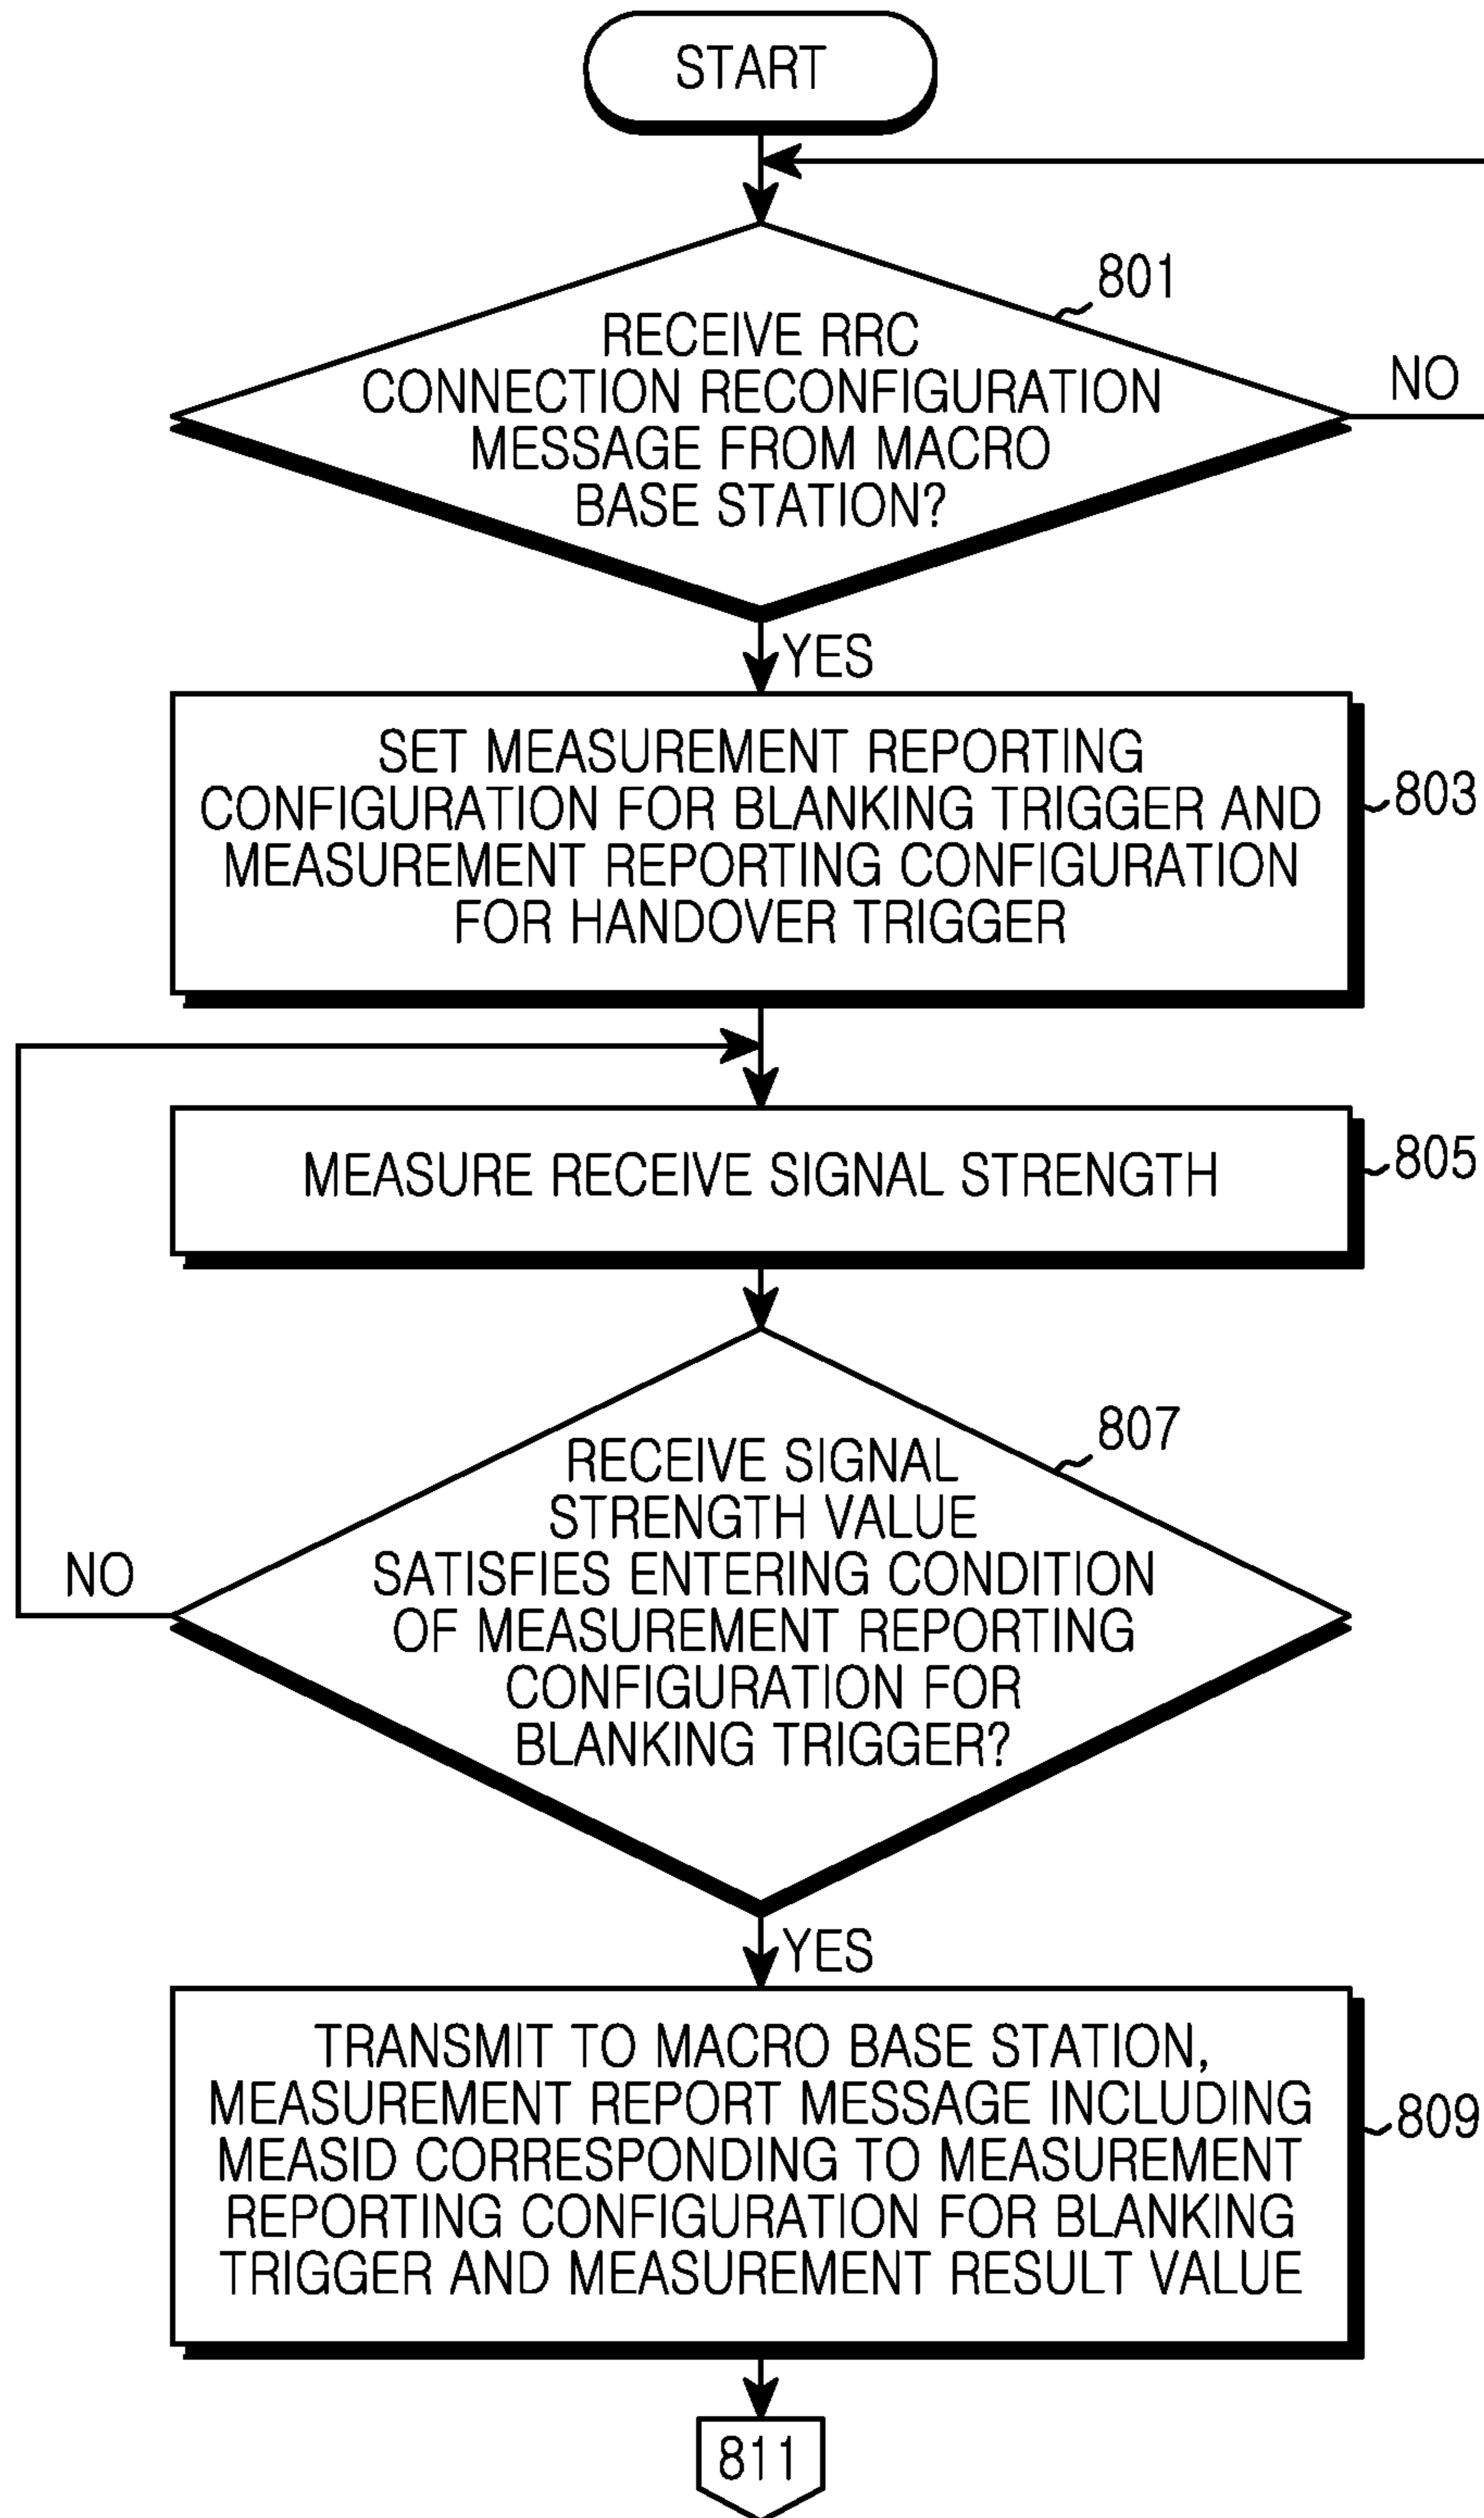 START
801
RECEIVE RRC
CONNECTION RECONFIGURATION
MESSAGE FROM MACRO
BASE STATION?
NO
YES
SET MEASUREMENT REPORTING
CONFIGURATION FOR BLANKING TRIGGER AND
MEASUREMENT REPORTING CONFIGURATION
FOR HANDOVER TRIGGER
803
MEASURE RECEIVE SIGNAL STRENGTH
805
807
RECEIVE SIGNAL
STRENGTH VALUE
SATISFIES ENTERING CONDITION
OF MEASUREMENT REPORTING
CONFIGURATION FOR
BLANKING TRIGGER?
NO
YES
TRANSMIT TO MACRO BASE STATION,
MEASUREMENT REPORT MESSAGE INCLUDING
MEASID CORRESPONDING TO MEASUREMENT
REPORTING CONFIGURATION FOR BLANKING
TRIGGER AND MEASUREMENT RESULT VALUE
809
811